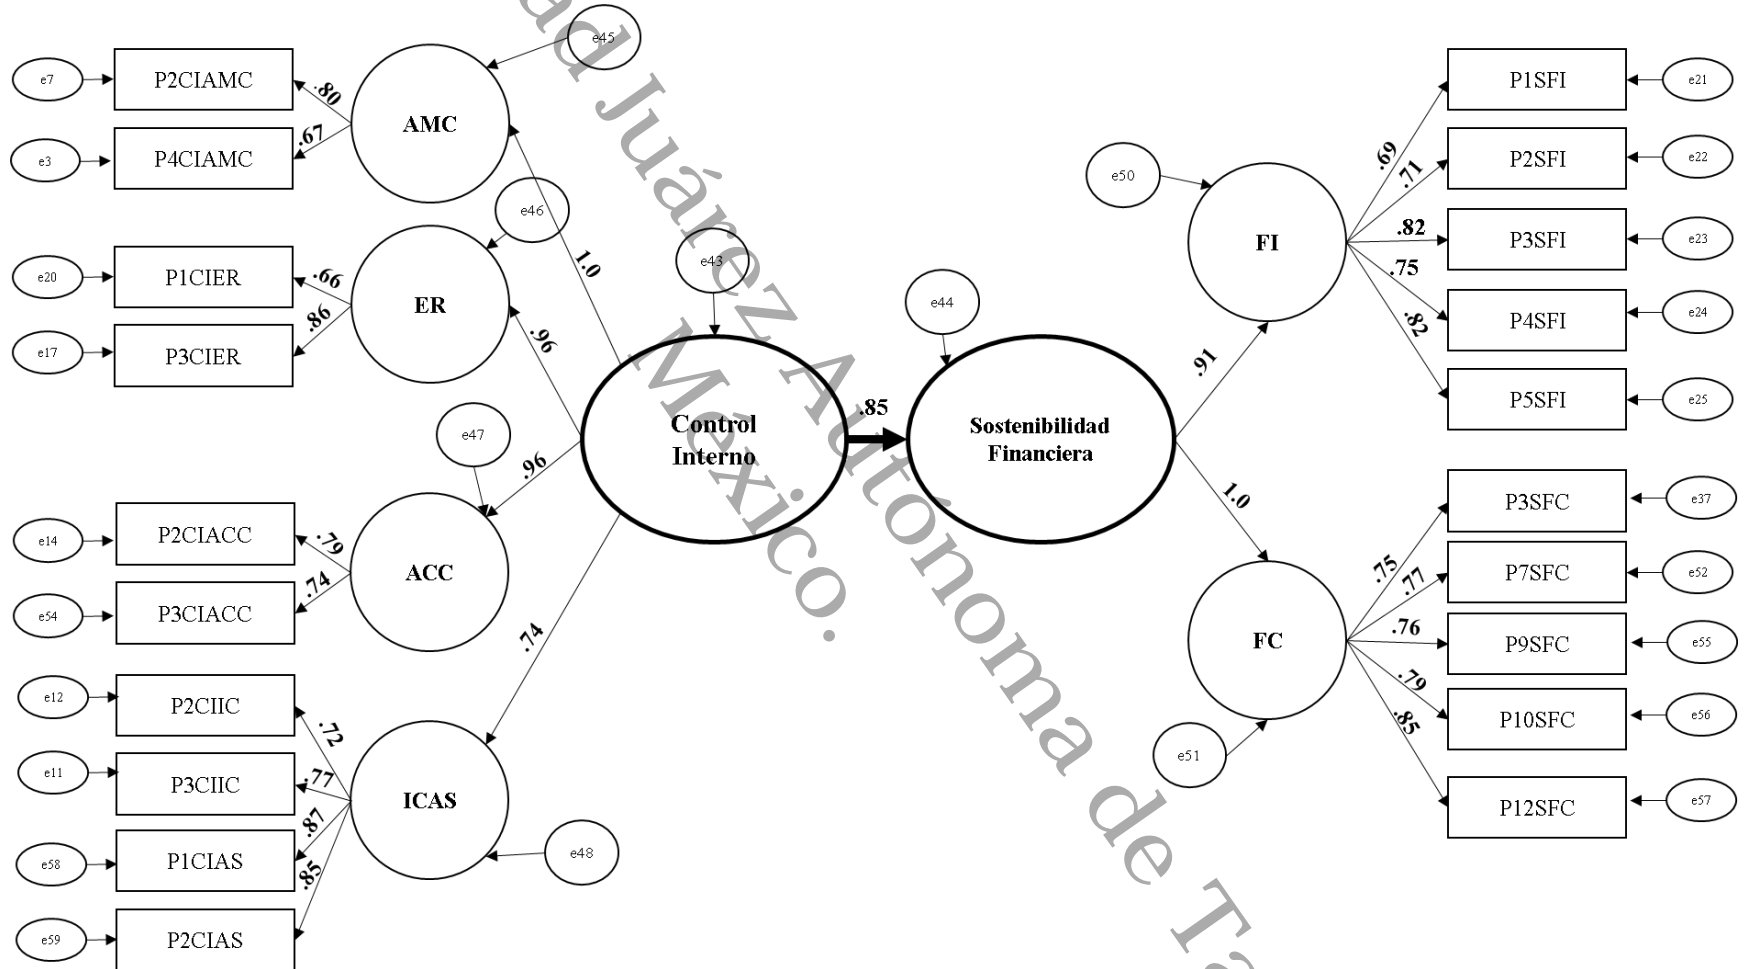 e45
e7
P2CIAMC
.80
AMC
e3
P4CIAMC
.67
e46
e20
P1CIER
.66
ER
e17
P3CIER
.86
1.0
.96
e43
e44
Control
Interno
.85
Sostenibilidad
Financiera
e47
.96
e14
P2CIACC
.79
ACC
e54
P3CIACC
.74
.74
e12
P2CIIC
.72
e11
P3CIIC
.77
ICAS
e58
P1CIAS
.87
e48
e59
P2CIAS
.85
e50
FI
.91
.69
P1SFI
e21
.71
P2SFI
e22
.82
P3SFI
e23
.75
P4SFI
e24
.82
P5SFI
e25
1.0
FC
e51
.75
P3SFC
e37
.77
P7SFC
e52
.76
P9SFC
e55
.79
P10SFC
e56
.85
P12SFC
e57
ad Juárez Autónoma de Ta
México.